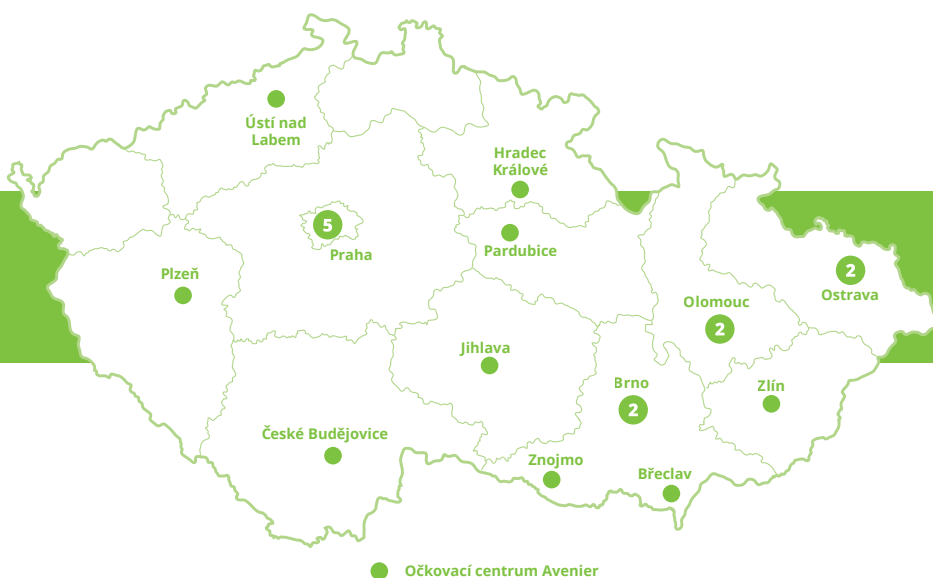 Ústí nad
Labem
Hradec
Králové
5
Praha
Pardubice
Plzeň
2
Ostrava
Olomouc
2
Jihlava
Brno
2
Zlín
České Budějovice
Znojmo
Břeclav
Očkovací centrum Avenier